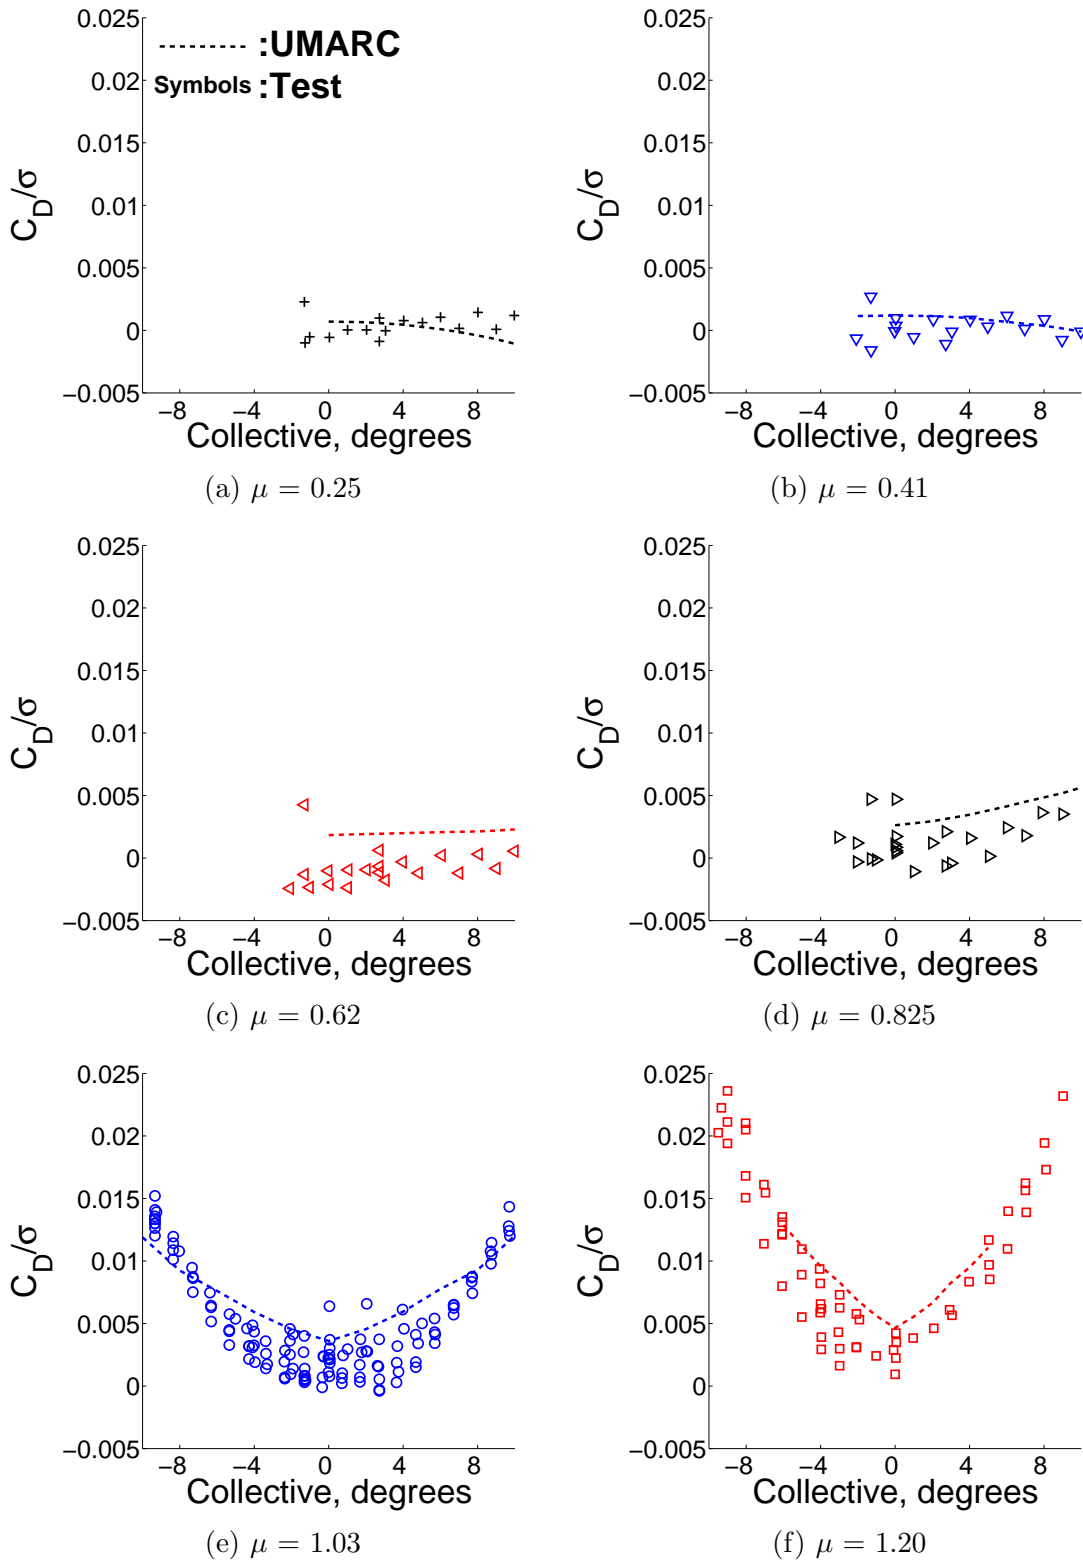 0.025
0.02
0.015
0.01
0.005
0
−0.005
C_D/σ
:UMARC
Symbols :Test
−8 −4 0 4 8
Collective, degrees
(a) μ = 0.25
0.025
0.02
0.015
0.01
0.005
0
−0.005
C_D/σ
−8 −4 0 4 8
Collective, degrees
(b) μ = 0.41
0.025
0.02
0.015
0.01
0.005
0
−0.005
C_D/σ
−8 −4 0 4 8
Collective, degrees
(c) μ = 0.62
0.025
0.02
0.015
0.01
0.005
0
−0.005
C_D/σ
−8 −4 0 4 8
Collective, degrees
(d) μ = 0.825
0.025
0.02
0.015
0.01
0.005
0
−0.005
C_D/σ
−8 −4 0 4 8
Collective, degrees
(e) μ = 1.03
0.025
0.02
0.015
0.01
0.005
0
−0.005
C_D/σ
−8 −4 0 4 8
Collective, degrees
(f) μ = 1.20